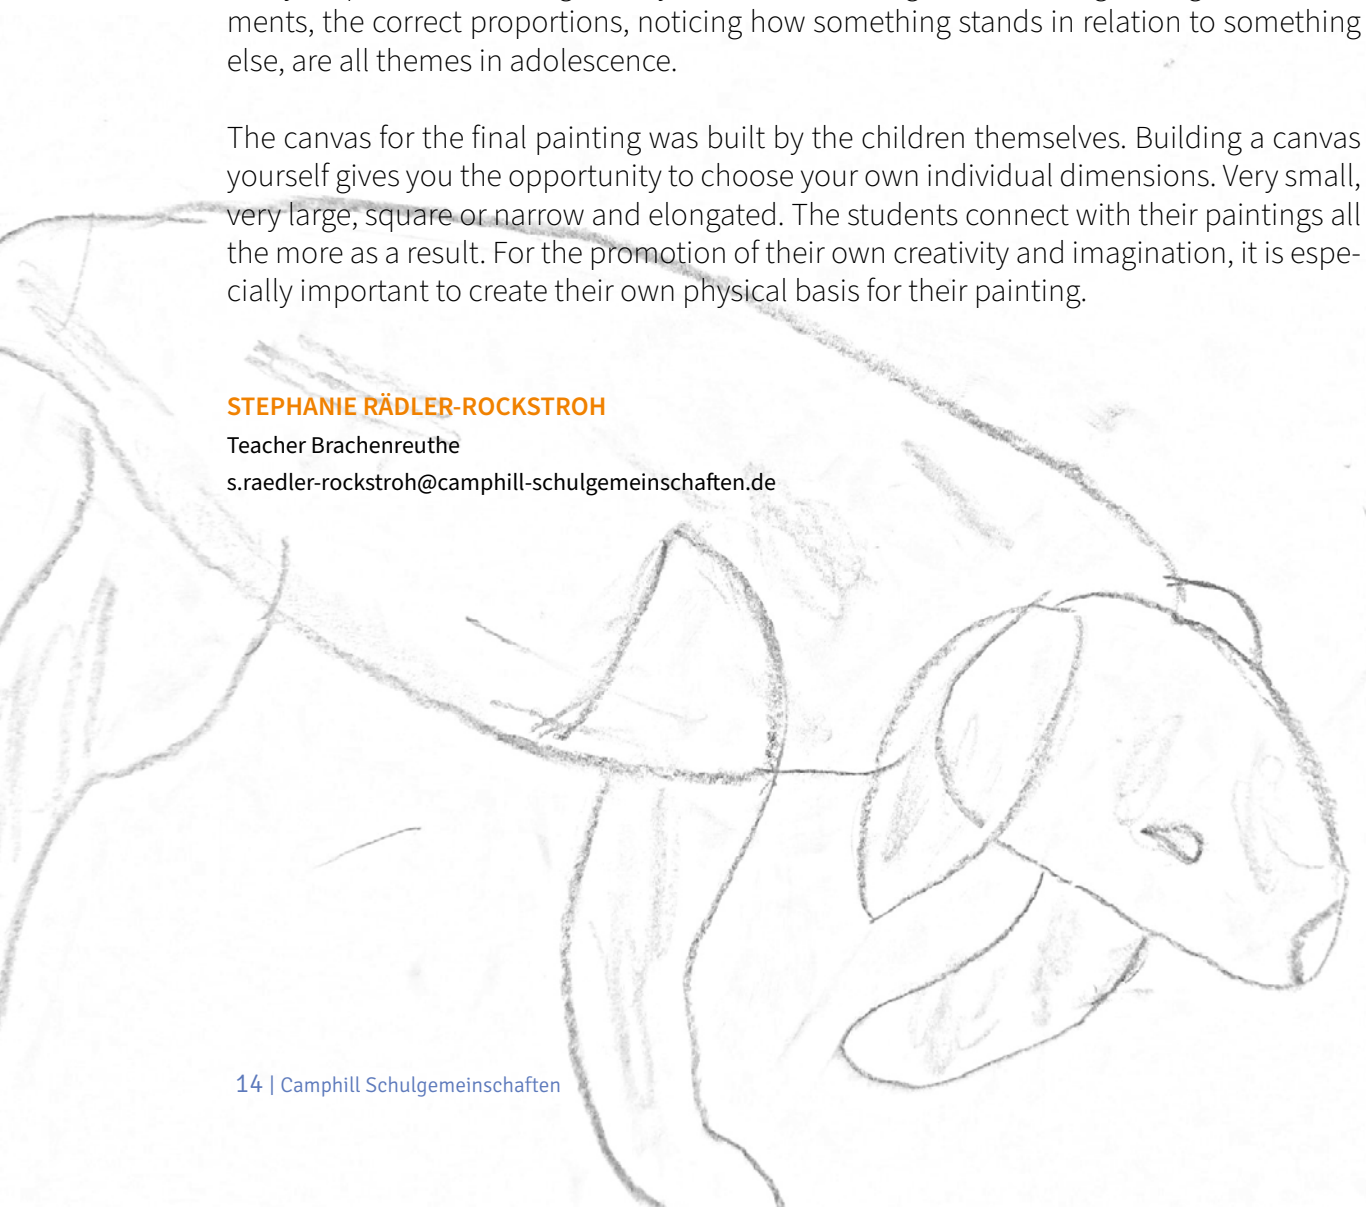 ments, the correct proportions, noticing how something stands in relation to something
else, are all themes in adolescence.
The canvas for the final painting was built by the children themselves. Building a canvas
yourself gives you the opportunity to choose your own individual dimensions. Very small,
very large, square or narrow and elongated. The students connect with their paintings all
the more as a result. For the promotion of their own creativity and imagination, it is espe-
cially important to create their own physical basis for their painting.
STEPHANIE RÄDLER-ROCKSTROH
Teacher Brachenreuthe
s.raedler-rockstroh@camphill-schulgemeinschaften.de
14 | Camphill Schulgemeinschaften